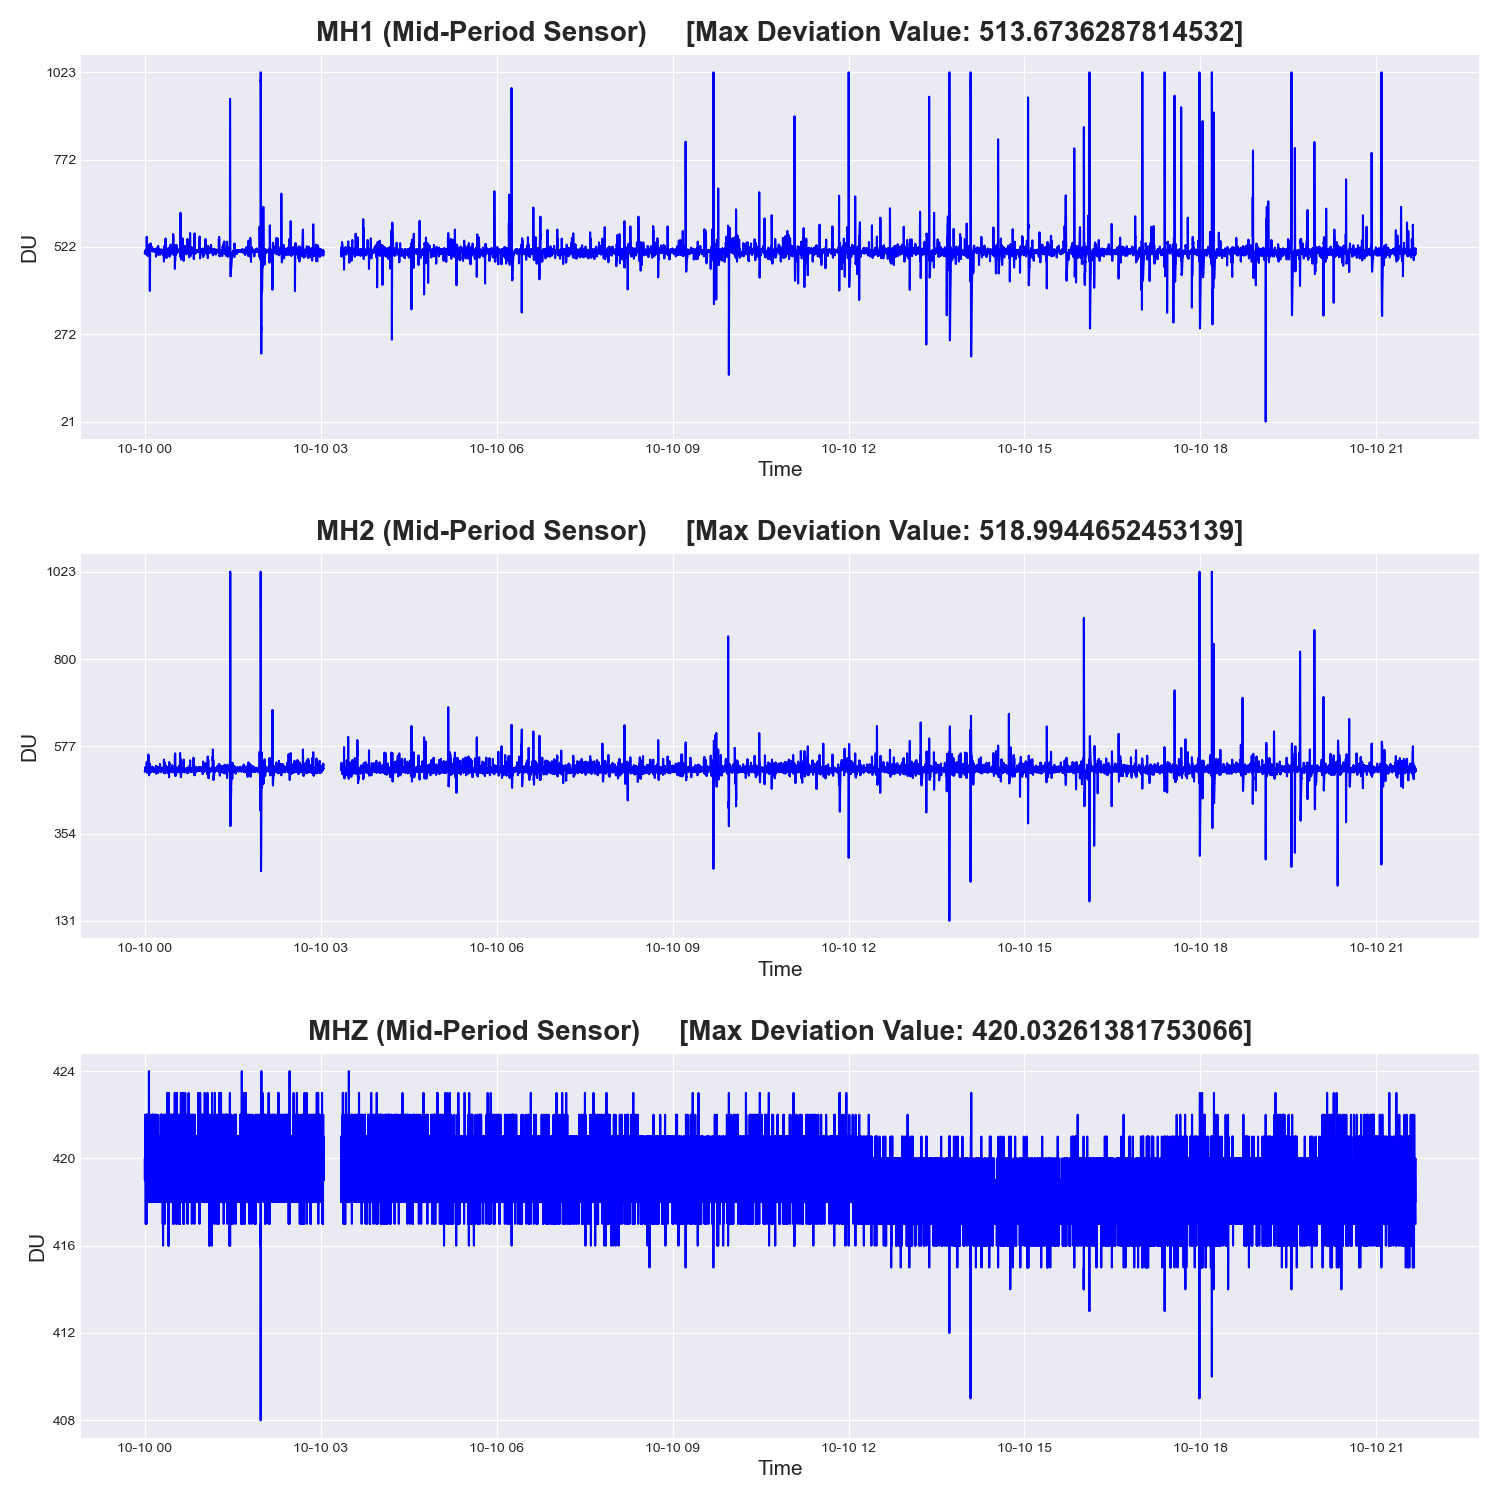 MH1 (Mid-Period Sensor) [Max Deviation Value: 513.6736287814532]
1023
772
522
272
21
DU
10-10 00 10-10 03 10-10 06 10-10 09 10-10 12 10-10 15 10-10 18 10-10 21
Time
MH2 (Mid-Period Sensor) [Max Deviation Value: 518.9944652453139]
1023
800
577
354
131
DU
10-10 00 10-10 03 10-10 06 10-10 09 10-10 12 10-10 15 10-10 18 10-10 21
Time
MHZ (Mid-Period Sensor) [Max Deviation Value: 420.03261381753066]
424
420
416
412
408
DU
10-10 00 10-10 03 10-10 06 10-10 09 10-10 12 10-10 15 10-10 18 10-10 21
Time